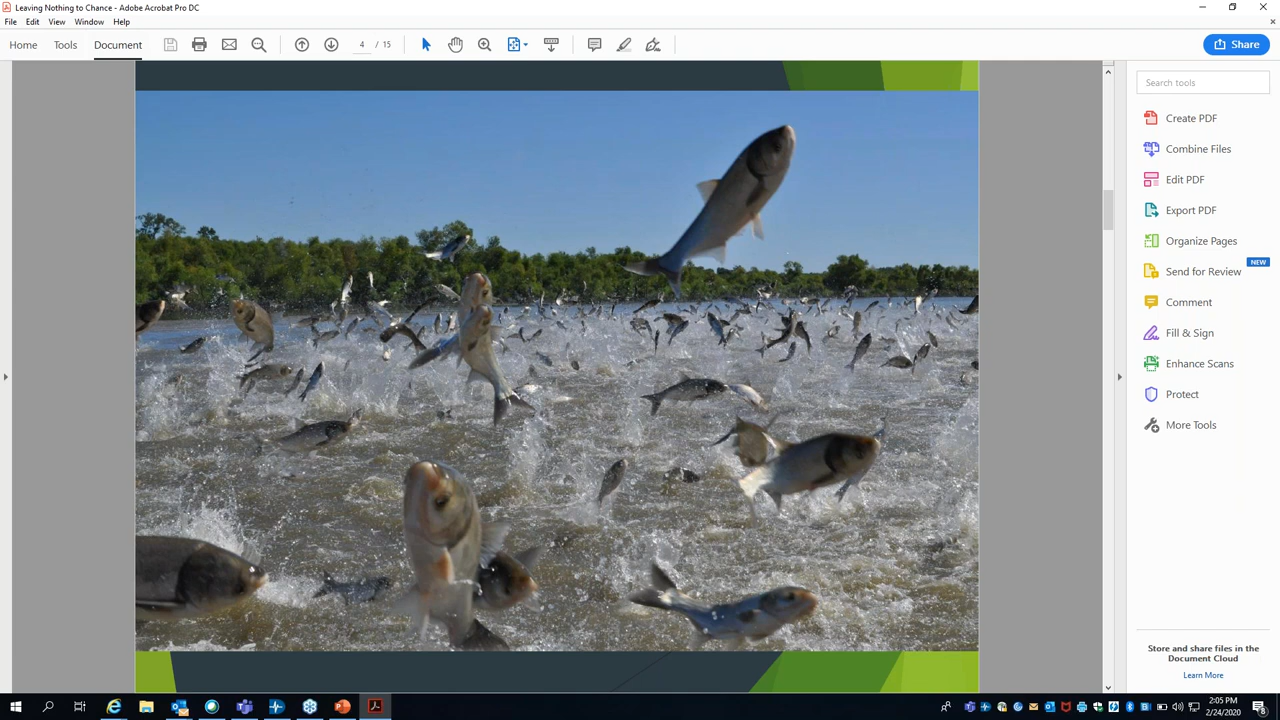 Leaving Nothing to Chance - Adobe Acrobat Pro DC
File Edit View Window Help
Home Tools Document
4 / 15
Share
Search tools
Create PDF
Combine Files
Edit PDF
Export PDF
Organize Pages
NEW
Send for Review
Comment
Fill & Sign
Enhance Scans
Protect
More Tools
Store and share files in the
Document Cloud
Learn More
2:05 PM
2/24/2020
8